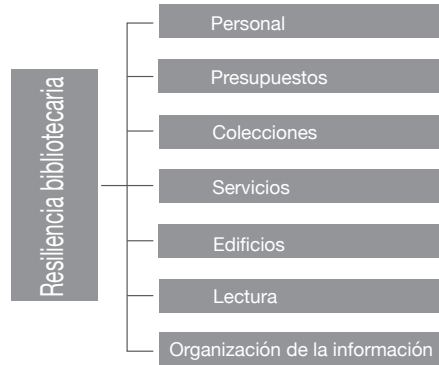 Resiliencia bibliotecaria
Personal
Presupuestos
Colecciones
Servicios
Edificios
Lectura
Organización de la información